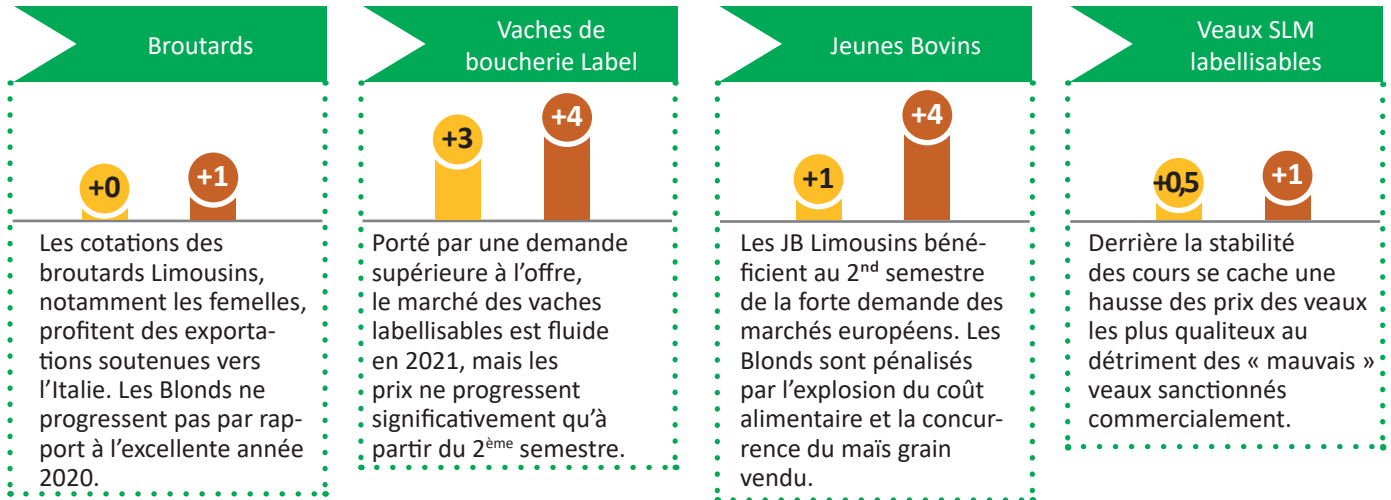 Broutards
+0
+1
Les cotations des
broutards Limousins,
notamment les femelles,
profitent des exporta-
tions soutenues vers
l'Italie. Les Blonds ne
progressent pas par rap-
port à l'excellente année
2020.
Vaches de
boucherie Label
+3
+4
Porté par une demande
supérieure à l'offre,
le marché des vaches
labellisables est fluide
en 2021, mais les
prix ne progressent
significativement qu'à
partir du 2ème semestre.
Jeunes Bovins
+1
+4
Les JB Limousins béné-
ficient au 2nd semestre
de la forte demande des
marchés européens. Les
Blonds sont pénalisés
par l'explosion du coût
alimentaire et la concur-
rence du maïs grain
vendu.
Veaux SLM
labellisables
+0,5
+1
Derrière la stabilité
des cours se cache une
hausse des prix des veaux
les plus qualiteux au
détriment des « mauvais »
veaux sanctionnés
commercialement.